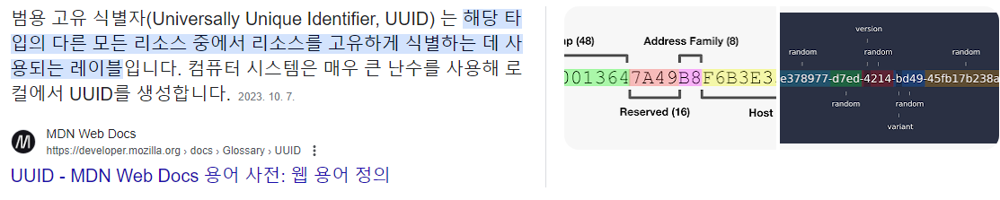 범용 고유 식별자(Universally Unique Identifier, UUID) 는 해당 타
입의 다른 모든 리소스 중에서 리소스를 고유하게 식별하는 데 사
용되는 레이블입니다. 컴퓨터 시스템은 매우 큰 난수를 사용해 로
컬에서 UUID를 생성합니다. 2023. 10. 7.
MDN Web Docs
https://developer.mozilla.org › docs › Glossary › UUID
UUID - MDN Web Docs 용어 사전: 웹 용어 정의
np (48) Address Family (8)
0013647A49B8F6B3E3
Reserved (16) Host
version
random random random
e378977-d7ed-4214-bd49-45fb17b238a
random random
variant